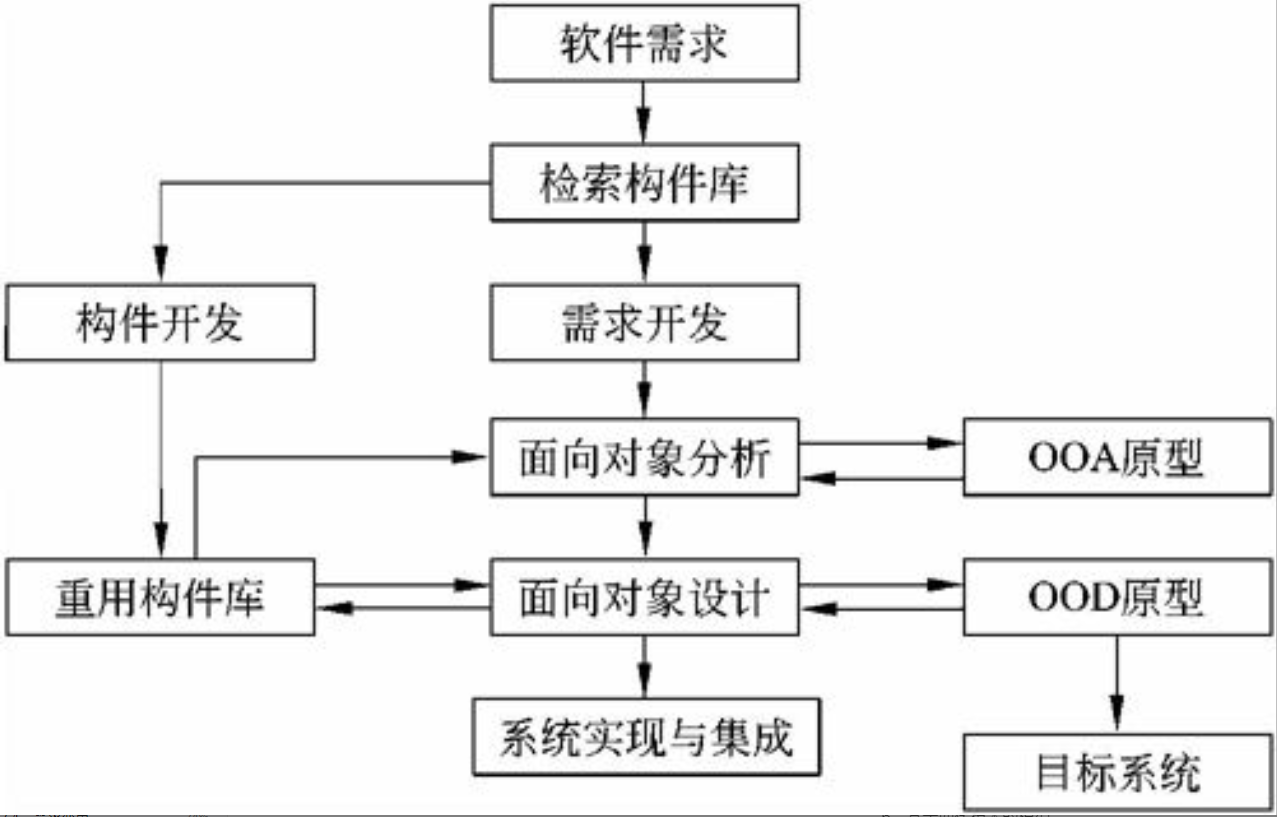 软件需求
检索构件库
构件开发
需求开发
面向对象分析
OOA原型
重用构件库
面向对象设计
OOD原型
系统实现与集成
目标系统